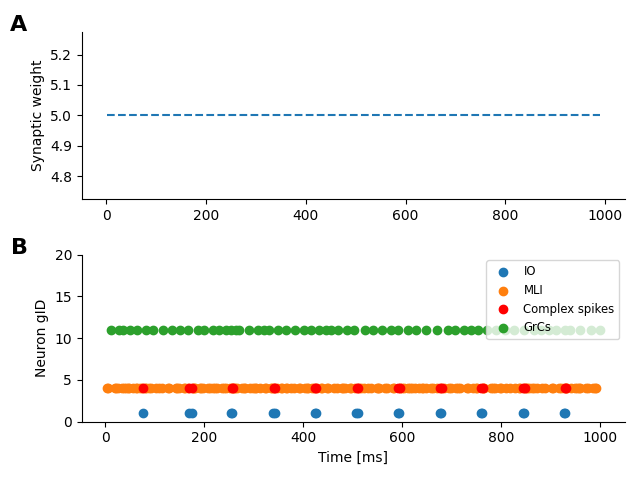 A
5.2
5.1
5.0
4.9
4.8
Synaptic weight
0 200 400 600 800 1000
B
20
15
10
5
0
Neuron gID
IO
MLI
Complex spikes
GrCs
0 200 400 600 800 1000
Time [ms]